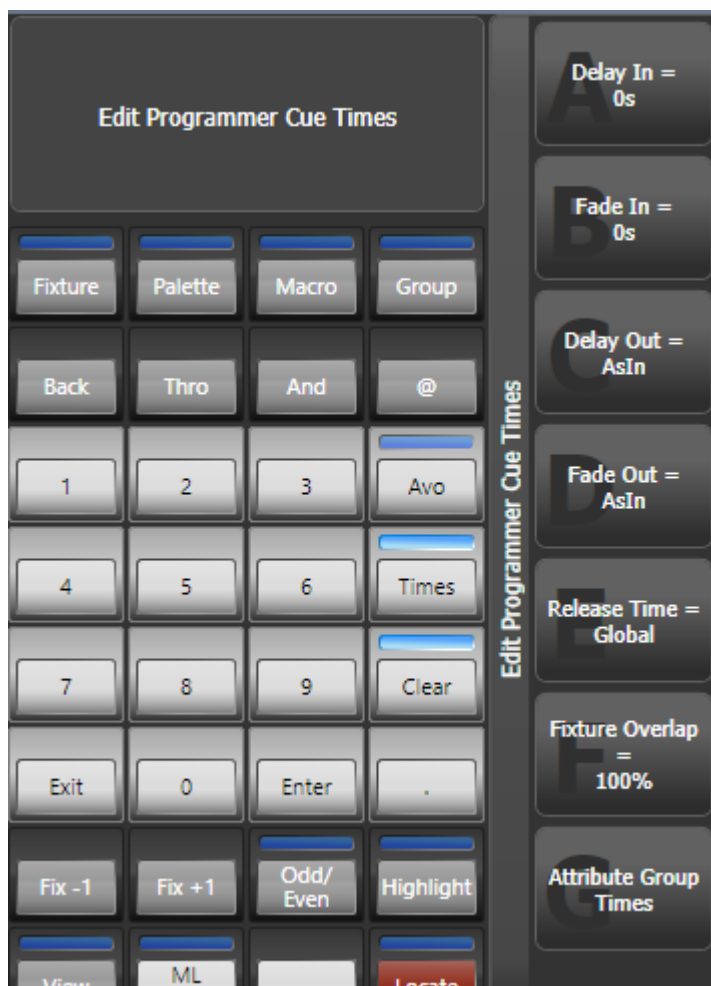 Edit Programmer Cue Times
Fixture Palette Macro Group
Back Thro And @
1 2 3 Avo
4 5 6 Times
7 8 9 Clear
Exit 0 Enter .
Fix -1 Fix +1 Odd/
Even Highlight
View ML Locate
Edit Programmer Cue Times
A
Delay In =
0s
B
Fade In =
0s
C
Delay Out =
AsIn
D
Fade Out =
AsIn
E
Release Time =
Global
F
Fixture Overlap
=
100%
G
Attribute Group
Times